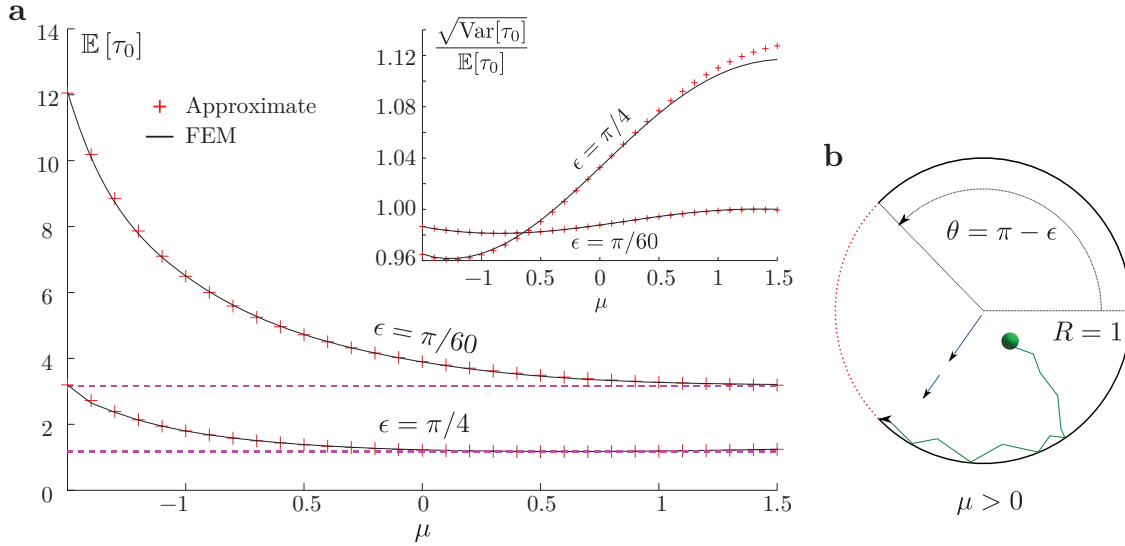 a
𝔼 [τ₀]
14
12
10
8
6
4
2
0
+ Approximate
— FEM
ϵ = π/60
ϵ = π/4
−1
0.5
0
0.5
1
1.5
μ
√Var[τ₀]
𝔼[τ₀]
1.12
1.08
1.04
1.00
0.96
ϵ = π/4
ϵ = π/60
−1
0.5
0
0.5
1
1.5
μ
b
θ = π − ϵ
R = 1
μ > 0